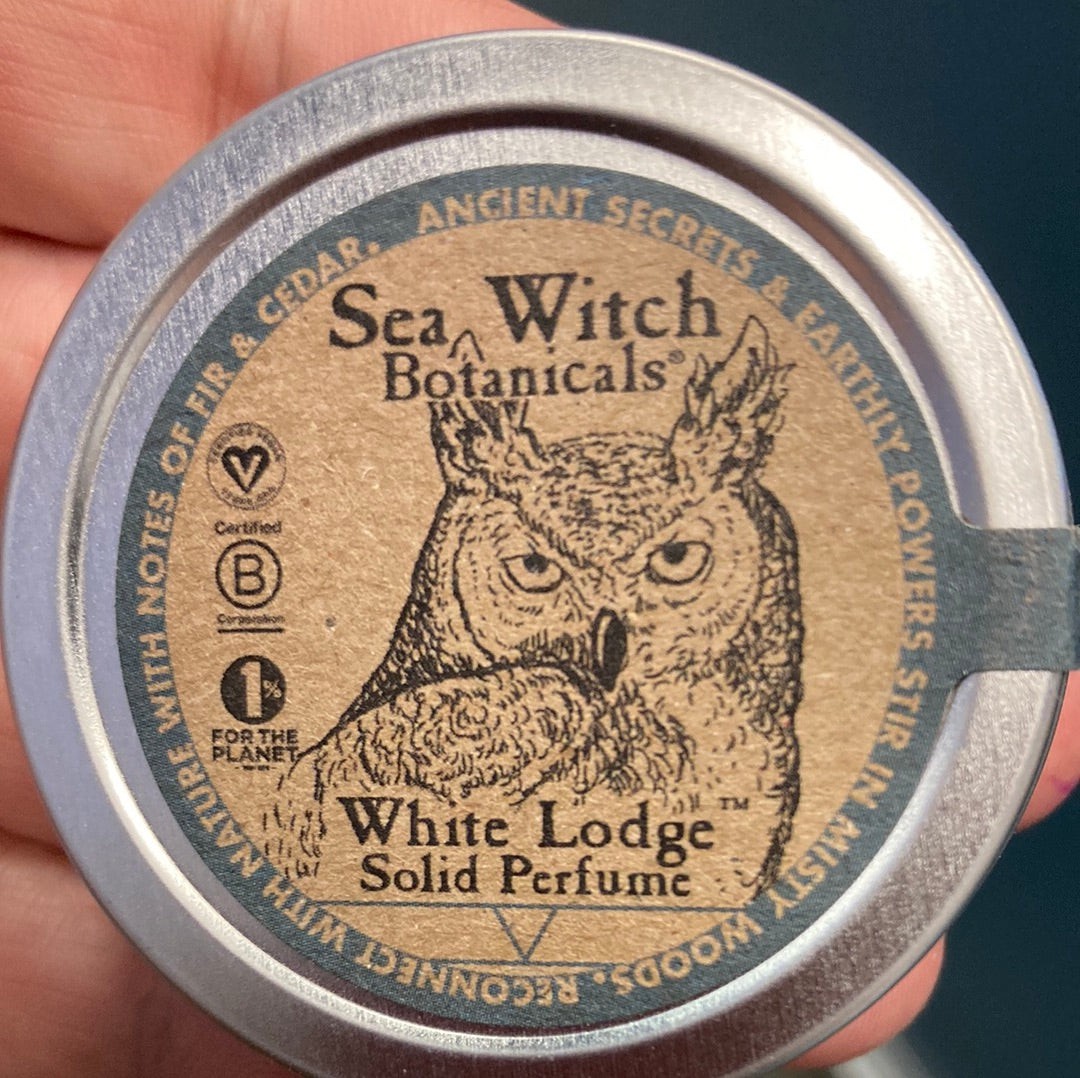 ANCIENT SECRETS & EARTHLY POWERS STIR IN MISTY WOODS. RECONNECT WITH NATURE WITH NOTES OF FIR & CEDAR.
Sea Witch
Botanicals®
Certified
B
Corporation
1%
FOR THE
PLANET
White Lodge™
Solid Perfume